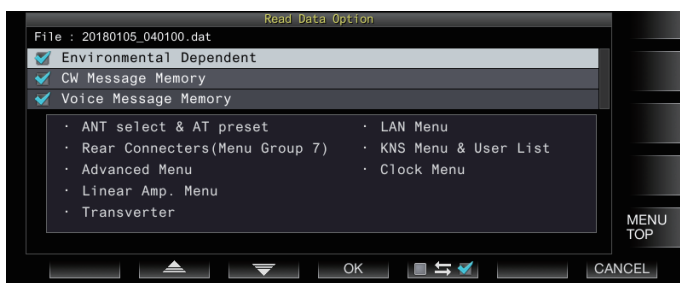 Read Data Option
File : 20180105_040100.dat
Environmental Dependent
CW Message Memory
Voice Message Memory
· ANT select & AT preset
· Rear Connecters(Menu Group 7)
· Advanced Menu
· Linear Amp. Menu
· Transverter
· LAN Menu
· KNS Menu & User List
· Clock Menu
MENU
TOP
OK
CANCEL